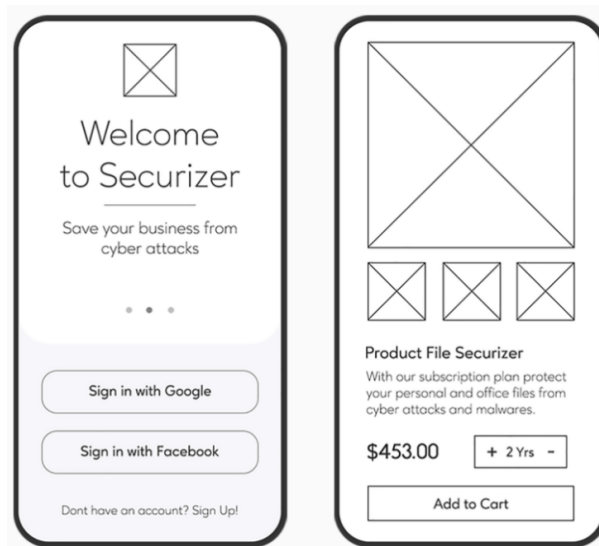 Welcome
to Securizer
Save your business from
cyber attacks
Sign in with Google
Sign in with Facebook
Dont have an account? Sign Up!
Product File Securizer
With our subscription plan protect
your personal and office files from
cyber attacks and malwares.
$453.00
+ 2 Yrs -
Add to Cart